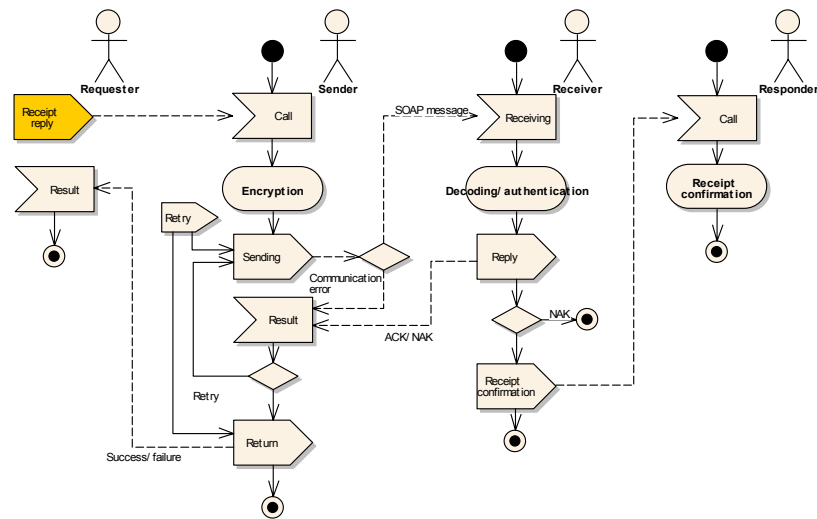 Requester
Sender
Receiver
Responder
Receipt
reply
Call
SOAP message
Receiving
Call
Result
Encryption
Decoding/ authentication
Receipt
confirmation
Retry
Sending
Reply
Communication
error
Result
NAK
ACK/ NAK
Retry
Receipt
confirmation
Return
Success/ failure